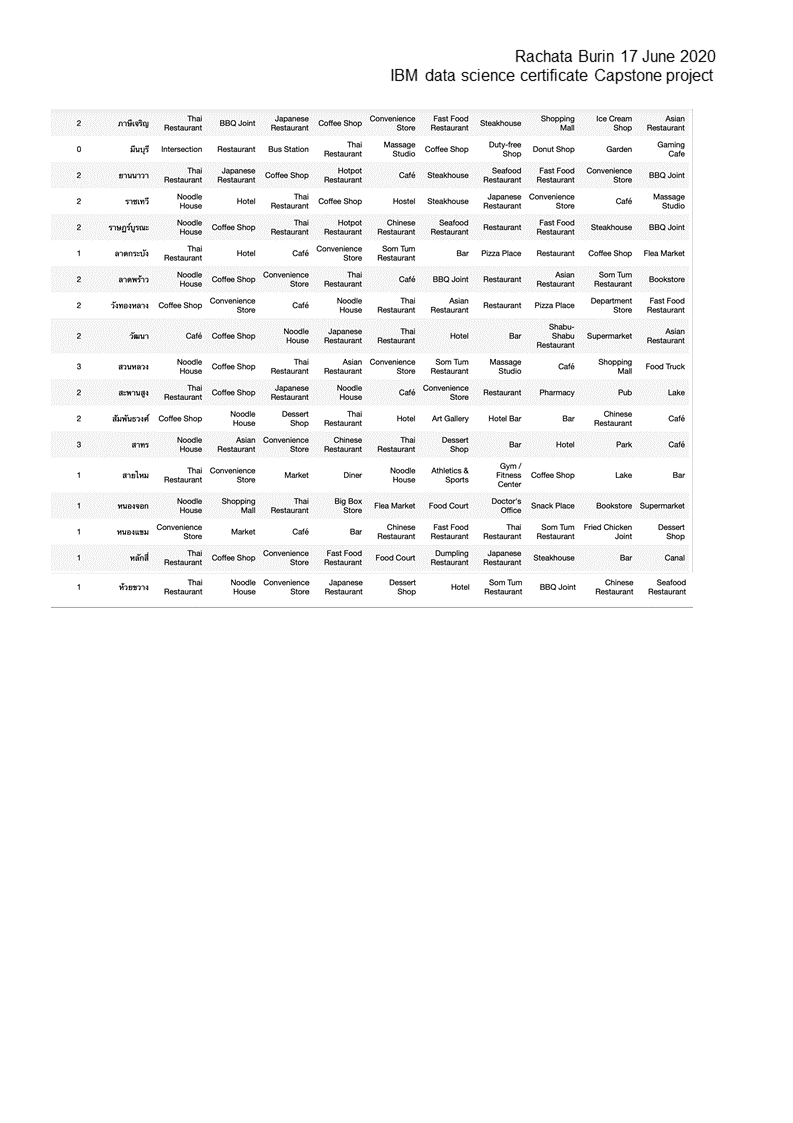 Rachata Burin 17 June 2020
IBM data science certificate Capstone project
2 ภาษีเจริญ Thai Restaurant BBQ Joint Japanese Restaurant Coffee Shop Convenience Store Fast Food Restaurant Steakhouse Shopping Mall Ice Cream Shop Asian Restaurant
0 มีนบุรี Intersection Restaurant Bus Station Thai Restaurant Massage Studio Coffee Shop Duty-free Shop Donut Shop Garden Gaming Cafe
2 ยานนาวา Thai Restaurant Japanese Restaurant Coffee Shop Hotpot Restaurant Café Steakhouse Seafood Restaurant Fast Food Restaurant Convenience Store BBQ Joint
2 ราชเทวี Noodle House Hotel Thai Restaurant Coffee Shop Hostel Steakhouse Japanese Restaurant Convenience Store Café Massage Studio
2 ราษฎร์บูรณะ Noodle House Coffee Shop Thai Restaurant Hotpot Restaurant Chinese Restaurant Seafood Restaurant Restaurant Fast Food Restaurant Steakhouse BBQ Joint
1 ลาดกระบัง Thai Restaurant Hotel Café Convenience Store Som Tum Restaurant Bar Pizza Place Restaurant Coffee Shop Flea Market
2 ลาดพร้าว Noodle House Coffee Shop Convenience Store Thai Restaurant Café BBQ Joint Restaurant Asian Restaurant Som Tum Restaurant Bookstore
2 วังทองหลาง Coffee Shop Convenience Store Café Noodle House Thai Restaurant Asian Restaurant Restaurant Pizza Place Department Store Fast Food Restaurant
2 วัฒนา Café Coffee Shop Noodle House Japanese Restaurant Thai Restaurant Hotel Bar Shabu-Shabu Restaurant Supermarket Asian Restaurant
3 สวนหลวง Noodle House Coffee Shop Thai Restaurant Asian Restaurant Convenience Store Som Tum Restaurant Massage Studio Café Shopping Mall Food Truck
2 สะพานสูง Thai Restaurant Coffee Shop Japanese Restaurant Noodle House Café Convenience Store Restaurant Pharmacy Pub Lake
2 สัมพันธวงศ์ Coffee Shop Noodle House Dessert Shop Thai Restaurant Hotel Art Gallery Hotel Bar Bar Chinese Restaurant Café
3 สาทร Noodle House Asian Restaurant Convenience Store Chinese Restaurant Thai Restaurant Dessert Shop Bar Hotel Park Café
1 สายไหม Thai Restaurant Convenience Store Market Diner Noodle House Athletics & Sports Gym / Fitness Center Coffee Shop Lake Bar
1 หนองจอก Noodle House Shopping Mall Thai Restaurant Big Box Store Flea Market Food Court Doctor's Office Snack Place Bookstore Supermarket
1 หนองแขม Convenience Store Market Café Bar Chinese Restaurant Fast Food Restaurant Thai Restaurant Som Tum Restaurant Fried Chicken Joint Dessert Shop
1 หลักสี่ Thai Restaurant Coffee Shop Convenience Store Fast Food Restaurant Food Court Dumpling Restaurant Japanese Restaurant Steakhouse Bar Canal
1 ห้วยขวาง Thai Restaurant Noodle House Convenience Store Japanese Restaurant Dessert Shop Hotel Som Tum Restaurant BBQ Joint Chinese Restaurant Seafood Restaurant